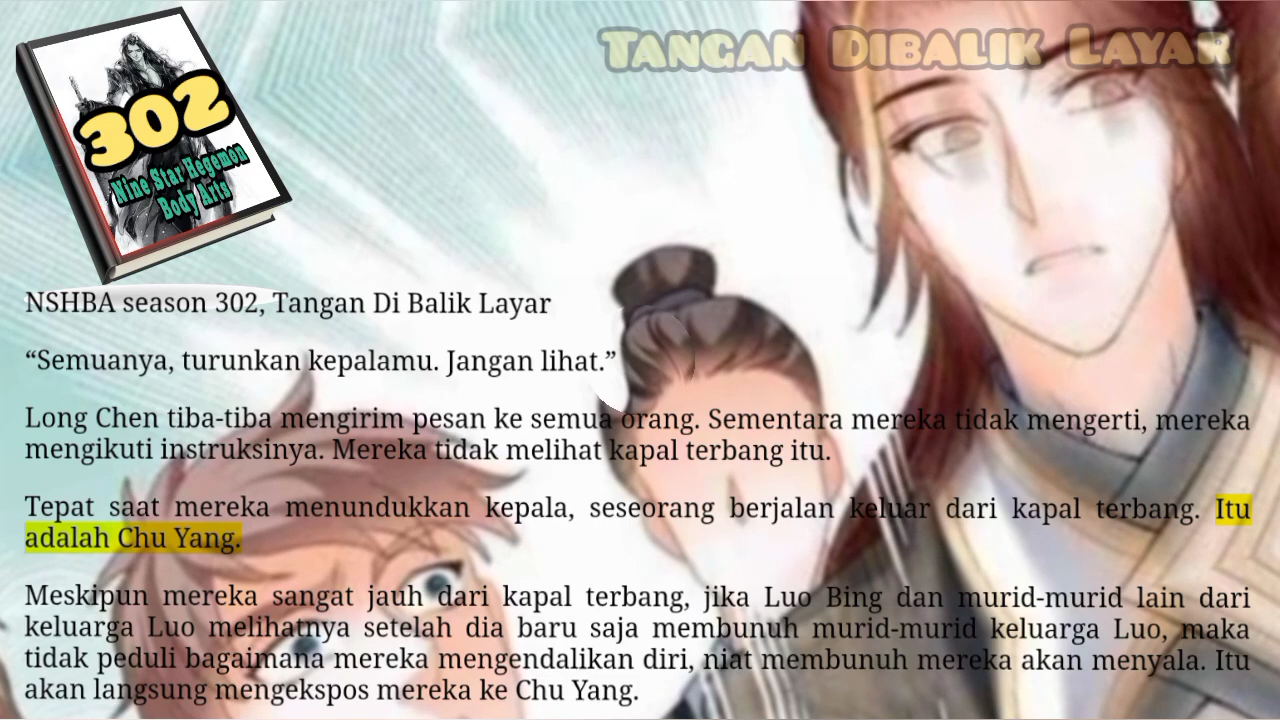 TANGAN DIBALIK LAYAR
302
Nine Star Hegemon
Body Arts
NSHBA season 302, Tangan Di Balik Layar
“Semuanya, turunkan kepalamu. Jangan lihat.”
Long Chen tiba-tiba mengirim pesan ke semua orang. Sementara mereka tidak mengerti, mereka
mengikuti instruksinya. Mereka tidak melihat kapal terbang itu.
Tepat saat mereka menundukkan kepala, seseorang berjalan keluar dari kapal terbang. Itu
adalah Chu Yang.
Meskipun mereka sangat jauh dari kapal terbang, jika Luo Bing dan murid-murid lain dari
keluarga Luo melihatnya setelah dia baru saja membunuh murid-murid keluarga Luo, maka
tidak peduli bagaimana mereka mengendalikan diri, niat membunuh mereka akan menyala. Itu
akan langsung mengekspos mereka ke Chu Yang.